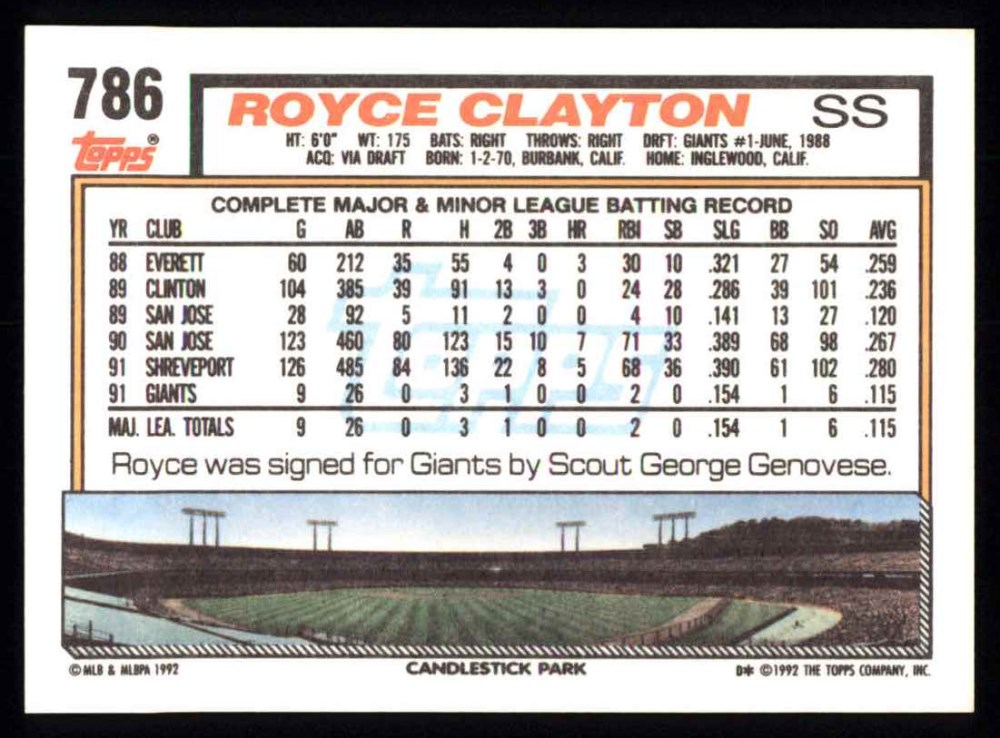 786
Topps®
ROYCE CLAYTON SS
HT: 6'0" WT: 175 BATS: RIGHT THROWS: RIGHT DRFT: GIANTS #1-JUNE, 1988
ACQ: VIA DRAFT BORN: 1-2-70, BURBANK, CALIF. HOME: INGLEWOOD, CALIF.
COMPLETE MAJOR & MINOR LEAGUE BATTING RECORD
YR CLUB G AB R H 2B 3B HR RBI SB SLG BB SO AVG
88 EVERETT 60 212 35 55 4 0 3 30 10 .321 27 54 .259
89 CLINTON 104 385 39 91 13 3 0 24 28 .286 39 101 .236
89 SAN JOSE 28 92 5 11 2 0 0 4 10 .141 13 27 .120
90 SAN JOSE 123 460 80 123 15 10 7 71 33 .389 68 98 .267
91 SHREVEPORT 126 485 84 136 22 8 5 68 36 .390 61 102 .280
91 GIANTS 9 26 0 3 1 0 0 2 0 .154 1 6 .115
MAJ. LEA. TOTALS 9 26 0 3 1 0 0 2 0 .154 1 6 .115
Topps
Royce was signed for Giants by Scout George Genovese.
© MLB & MLBPA 1992 CANDLESTICK PARK D* ©1992 THE TOPPS COMPANY, INC.